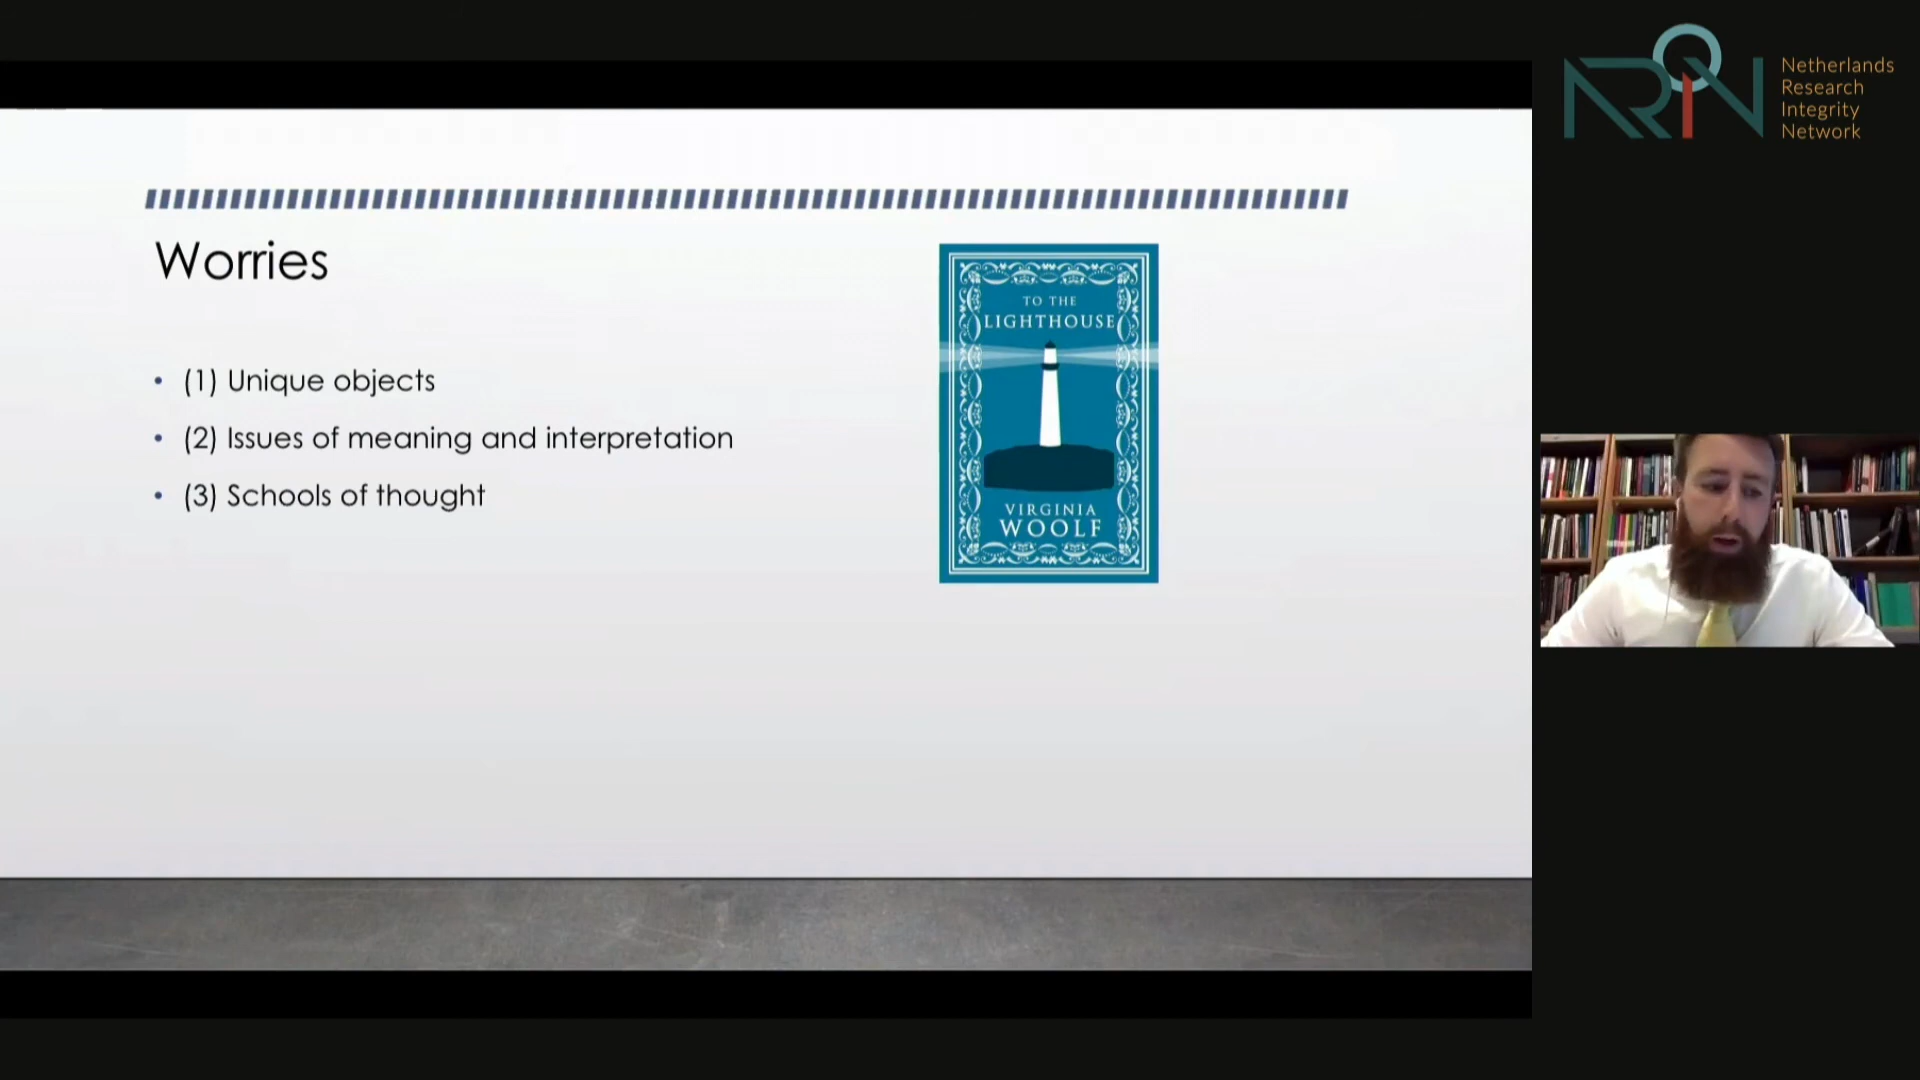 Worries
• (1) Unique objects
• (2) Issues of meaning and interpretation
• (3) Schools of thought
TO THE
LIGHTHOUSE
VIRGINIA
WOOLF
NRIN
Netherlands
Research
Integrity
Network